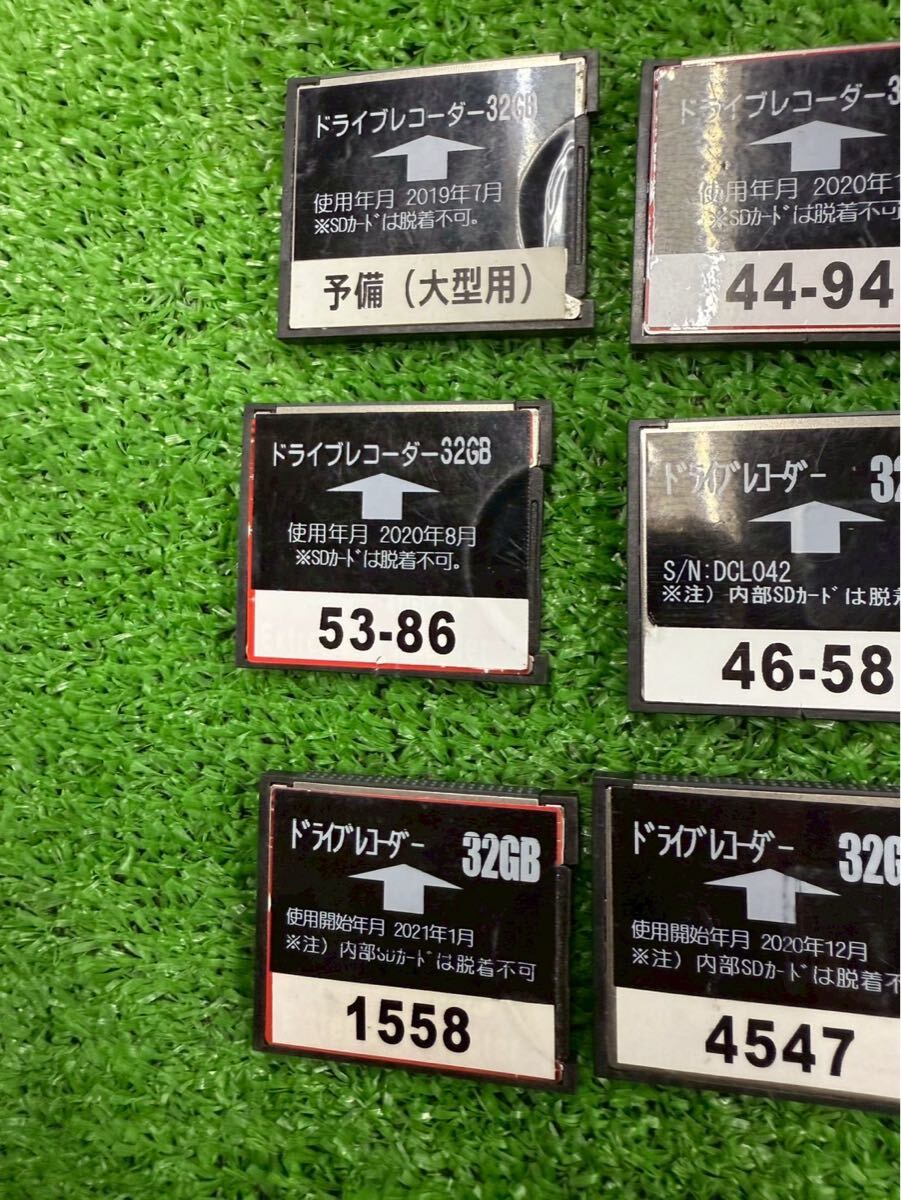 ドライブレコーダー32GB
使用年月 2019年7月
※SDカードは脱着不可。
予備（大型用）
ドライブレコーダー3
使用年月 2020年1
※SDカードは脱着不可
44-94
ドライブレコーダー32GB
使用年月 2020年8月
※SDカードは脱着不可。
53-86
ドライブレコーダー 32
S/N:DCL042
※注）内部SDカードは脱着
46-58
ドライブレコーダー 32GB
使用開始年月 2021年1月
※注）内部SDカードは脱着不可
1558
ドライブレコーダー 32G
使用開始年月 2020年12月
※注）内部SDカードは脱着不
4547